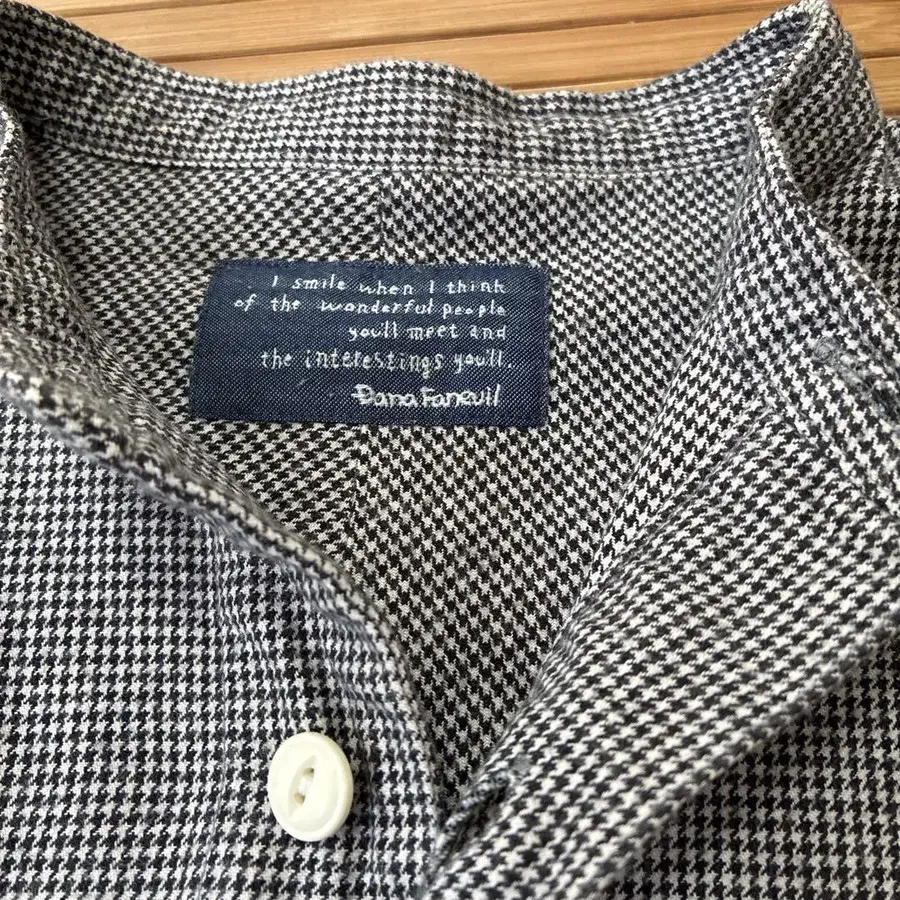 I smile when I think
of the wonderful people
you'll meet and
the interestings you'll.
Dana Faneuil